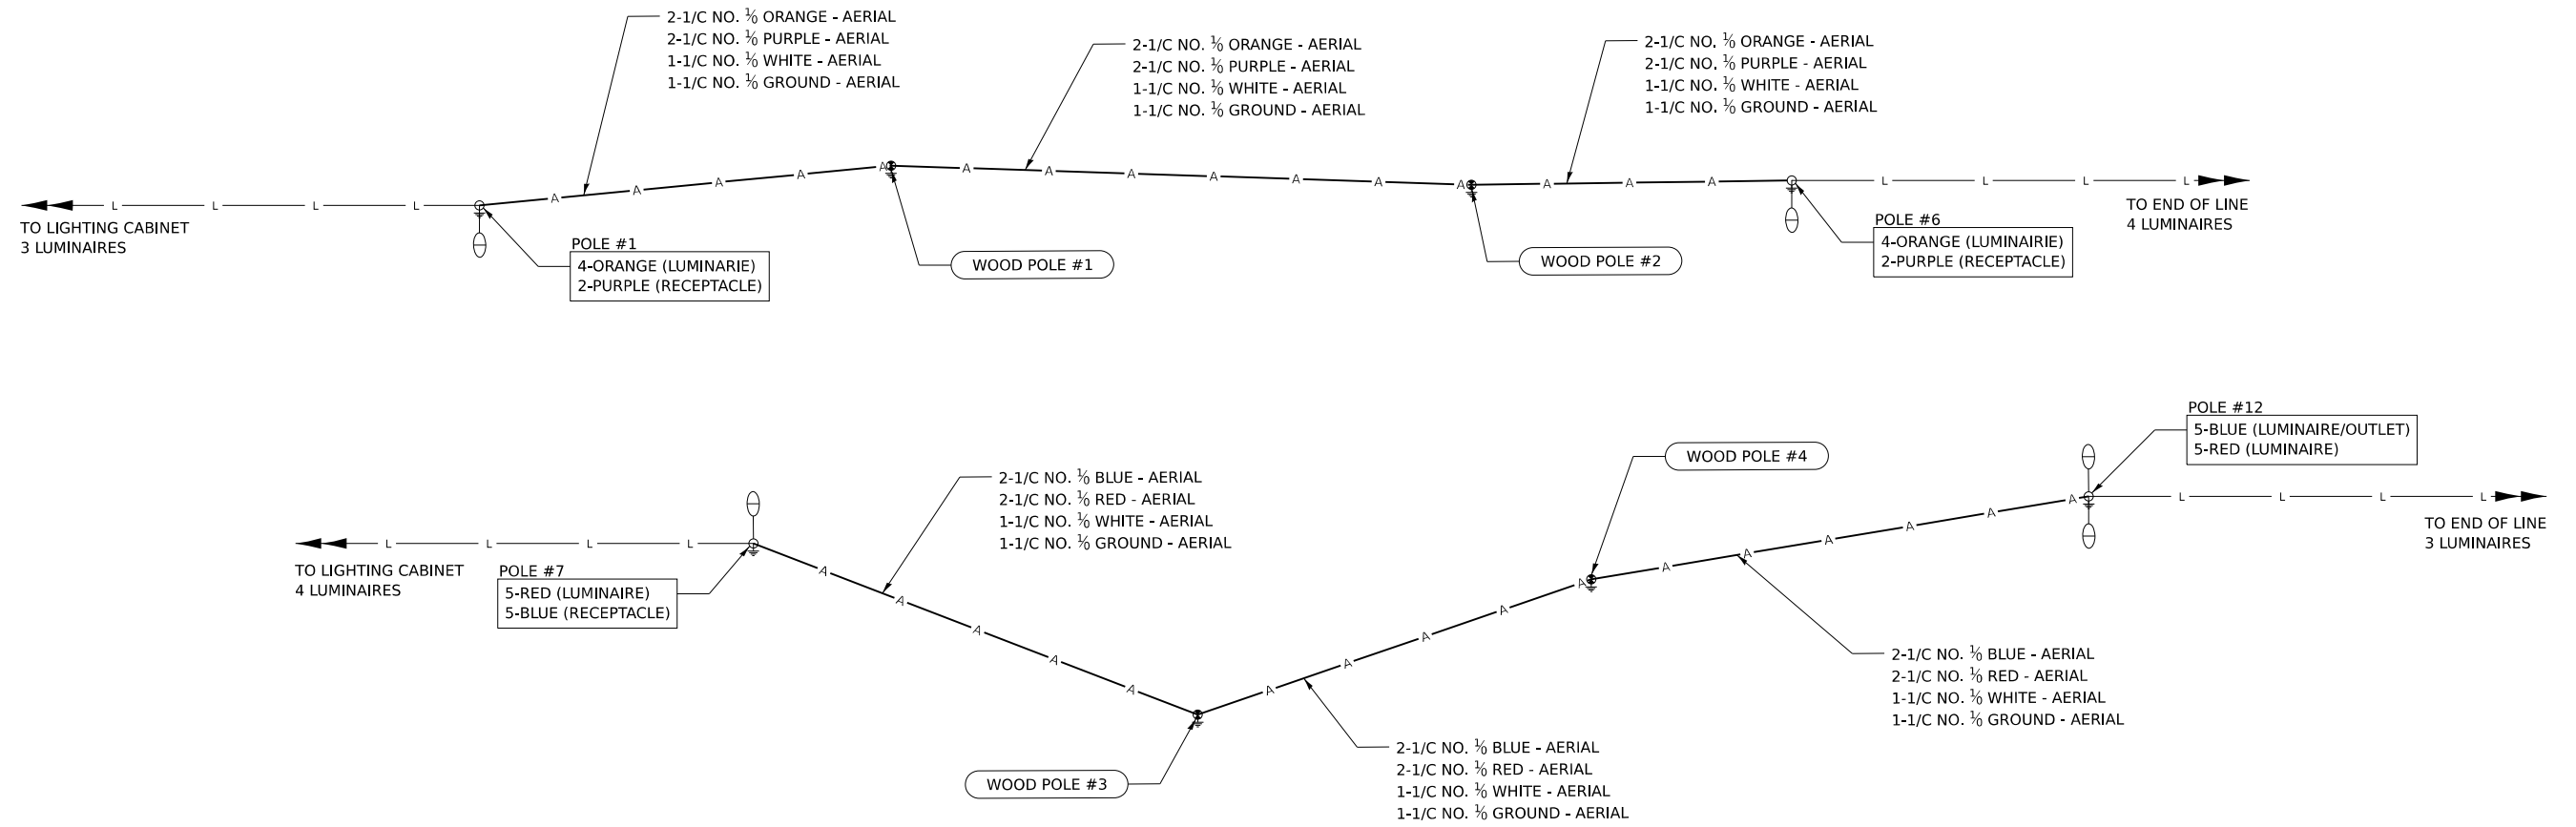 2-1/C NO. 1/0 ORANGE - AERIAL
2-1/C NO. 1/0 PURPLE - AERIAL
1-1/C NO. 1/0 WHITE - AERIAL
1-1/C NO. 1/0 GROUND - AERIAL
2-1/C NO. 1/0 ORANGE - AERIAL
2-1/C NO. 1/0 PURPLE - AERIAL
1-1/C NO. 1/0 WHITE - AERIAL
1-1/C NO. 1/0 GROUND - AERIAL
2-1/C NO. 1/0 ORANGE - AERIAL
2-1/C NO. 1/0 PURPLE - AERIAL
1-1/C NO. 1/0 WHITE - AERIAL
1-1/C NO. 1/0 GROUND - AERIAL
L L L L A A A A A A A A A A A A A A A L L L L
TO LIGHTING CABINET
3 LUMINAIRES
POLE #1
4-ORANGE (LUMINARIE)
2-PURPLE (RECEPTACLE)
WOOD POLE #1
WOOD POLE #2
POLE #6
4-ORANGE (LUMINAIRIE)
2-PURPLE (RECEPTACLE)
TO END OF LINE
4 LUMINAIRES
POLE #12
5-BLUE (LUMINAIRE/OUTLET)
5-RED (LUMINAIRE)
WOOD POLE #4
2-1/C NO. 1/0 BLUE - AERIAL
2-1/C NO. 1/0 RED - AERIAL
1-1/C NO. 1/0 WHITE - AERIAL
1-1/C NO. 1/0 GROUND - AERIAL
L L L L A A A A A A A A A A A A A A A A L L L L
TO END OF LINE
3 LUMINAIRES
TO LIGHTING CABINET
4 LUMINAIRES
POLE #7
5-RED (LUMINAIRE)
5-BLUE (RECEPTACLE)
2-1/C NO. 1/0 BLUE - AERIAL
2-1/C NO. 1/0 RED - AERIAL
1-1/C NO. 1/0 WHITE - AERIAL
1-1/C NO. 1/0 GROUND - AERIAL
WOOD POLE #3
2-1/C NO. 1/0 BLUE - AERIAL
2-1/C NO. 1/0 RED - AERIAL
1-1/C NO. 1/0 WHITE - AERIAL
1-1/C NO. 1/0 GROUND - AERIAL